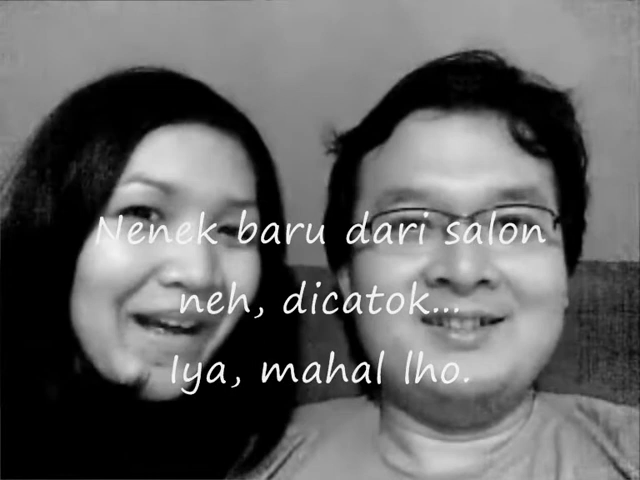 Nenek baru dari salon
neh, dicatok...
Iya, mahal lho.